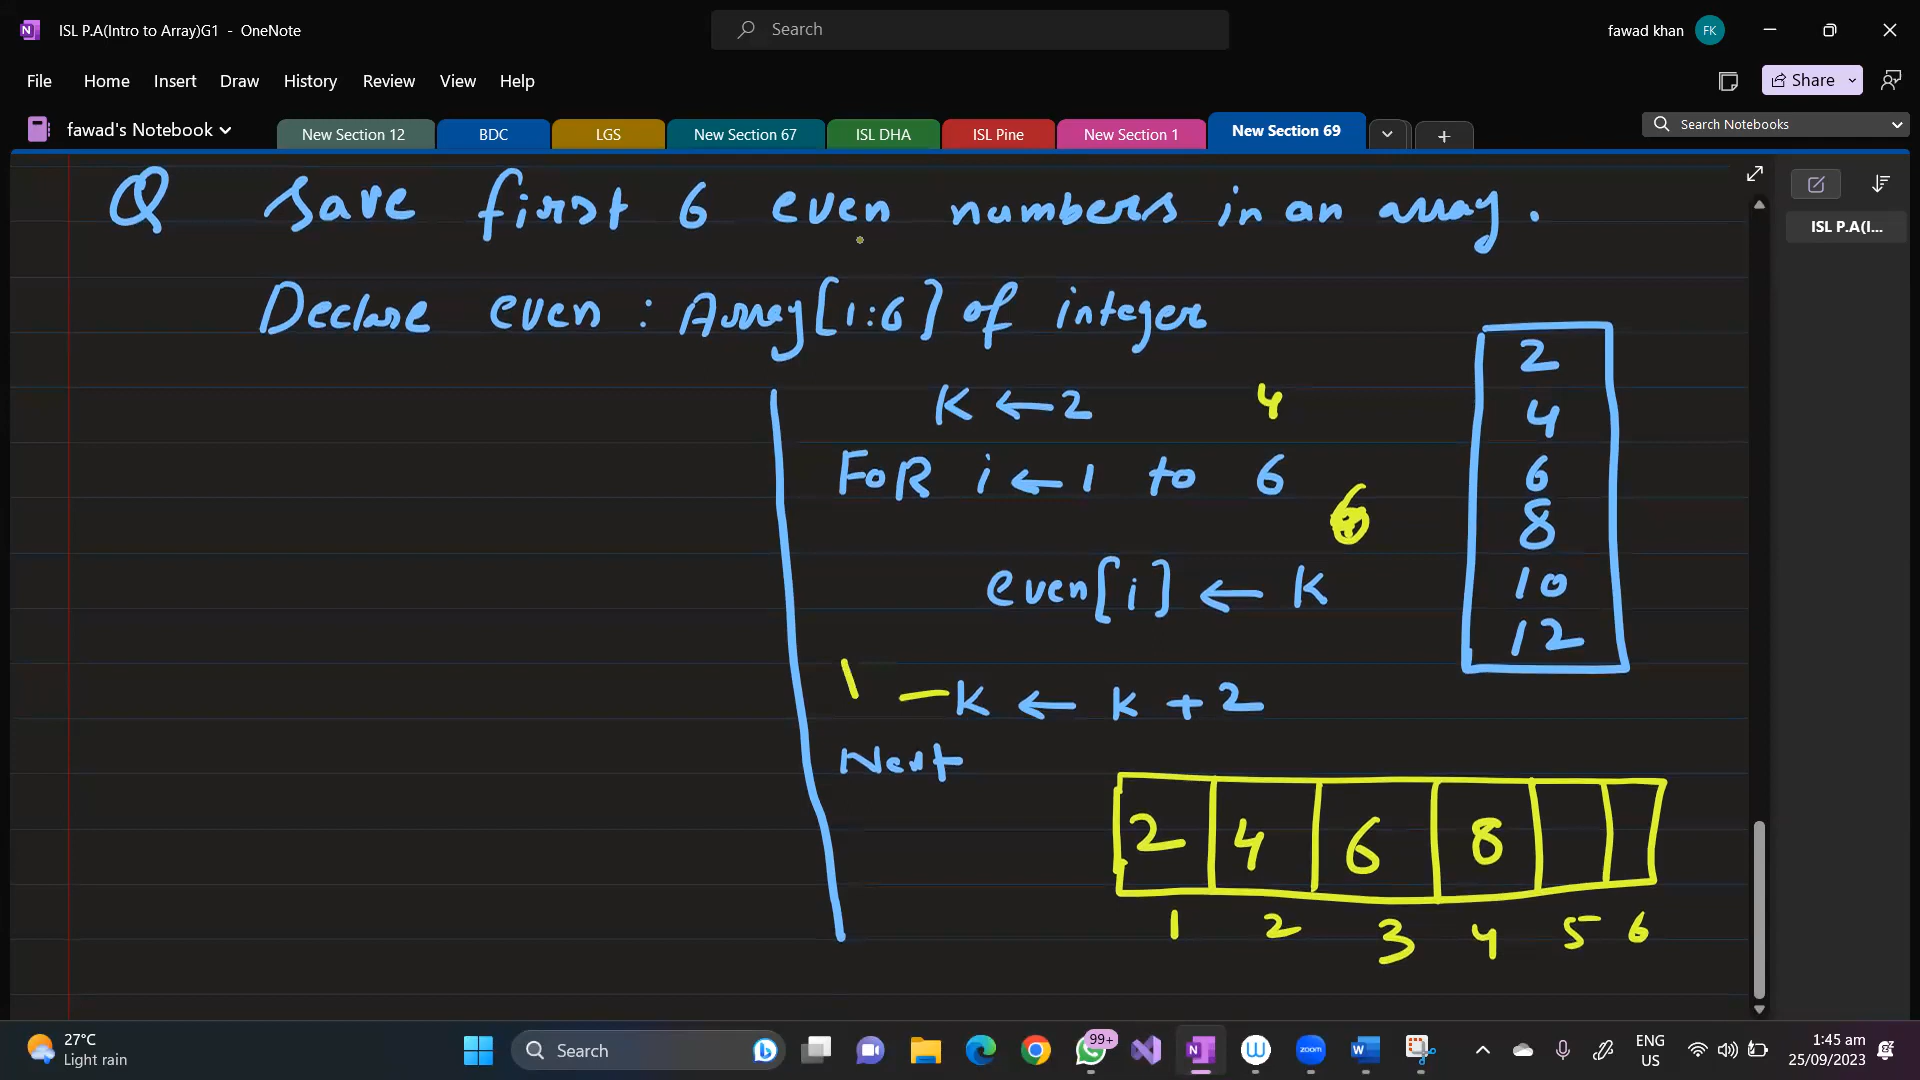 ISL P.A(Intro to Array)G1 - OneNote
Search
fawad khan FK
File Home Insert Draw History Review View Help
Share
fawad's Notebook
New Section 12 BDC LGS New Section 67 ISL DHA ISL Pine New Section 1 New Section 69
Search Notebooks
ISL P.A(I...
Q Save first 6 even numbers in an array.
Declare even : Array[1:6] of integer
K ← 2 4
FOR i ← 1 to 6
6
even[i] ← K
K ← K + 2
Next
2
4
6
8
10
12
2 4 6 8
1 2 3 4 5 6
27°C
Light rain
Search
99+
zoom
ENG
US
1:45 am
25/09/2023